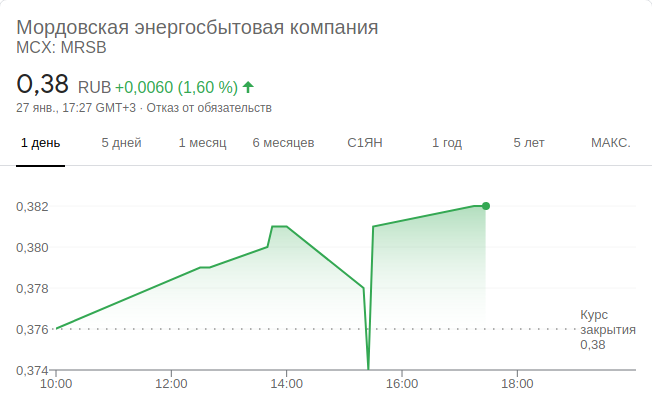 Мордовская энергосбытовая компания
MCX: MRSB
0,38 RUB +0,0060 (1,60 %)
27 янв., 17:27 GMT+3 · Отказ от обязательств
1 день 5 дней 1 месяц 6 месяцев С1ЯН 1 год 5 лет МАКС.
0,382
0,380
0,378
0,376
0,374
Курс
закрытия
0,38
10:00 12:00 14:00 16:00 18:00